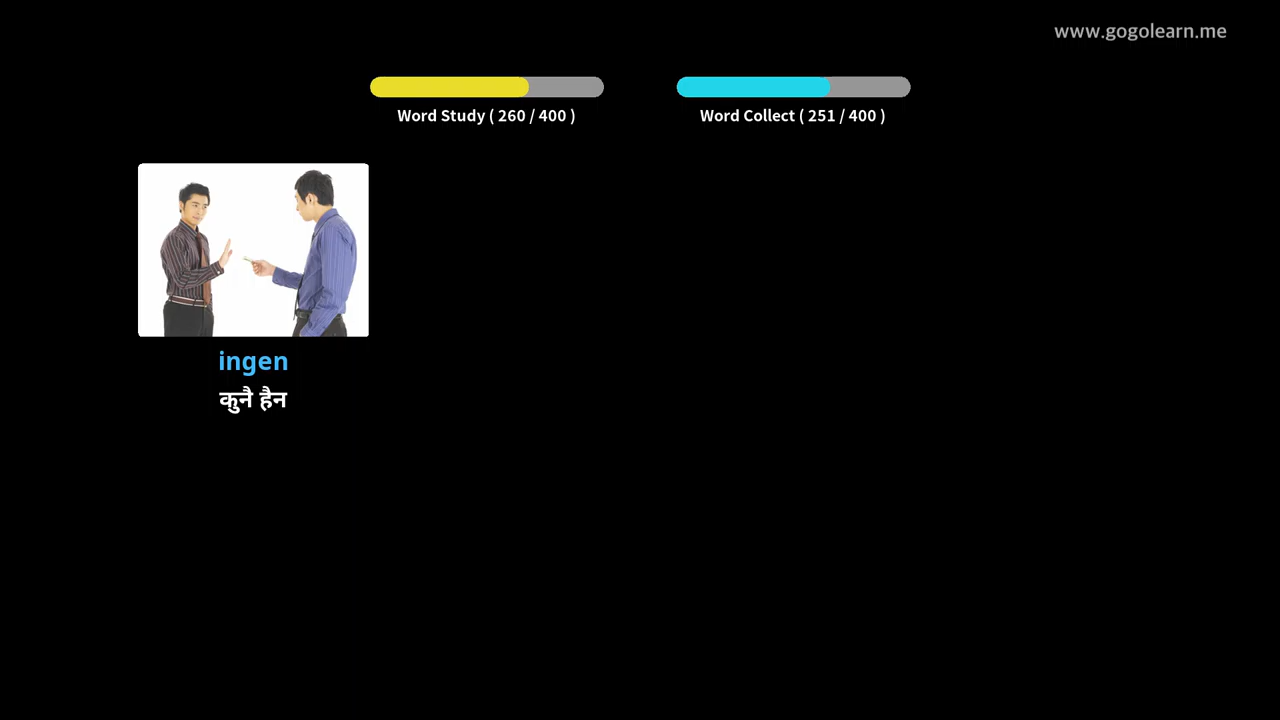 www.gogolearn.me
Word Study ( 260 / 400 )
Word Collect ( 251 / 400 )
ingen
कुनै हैन